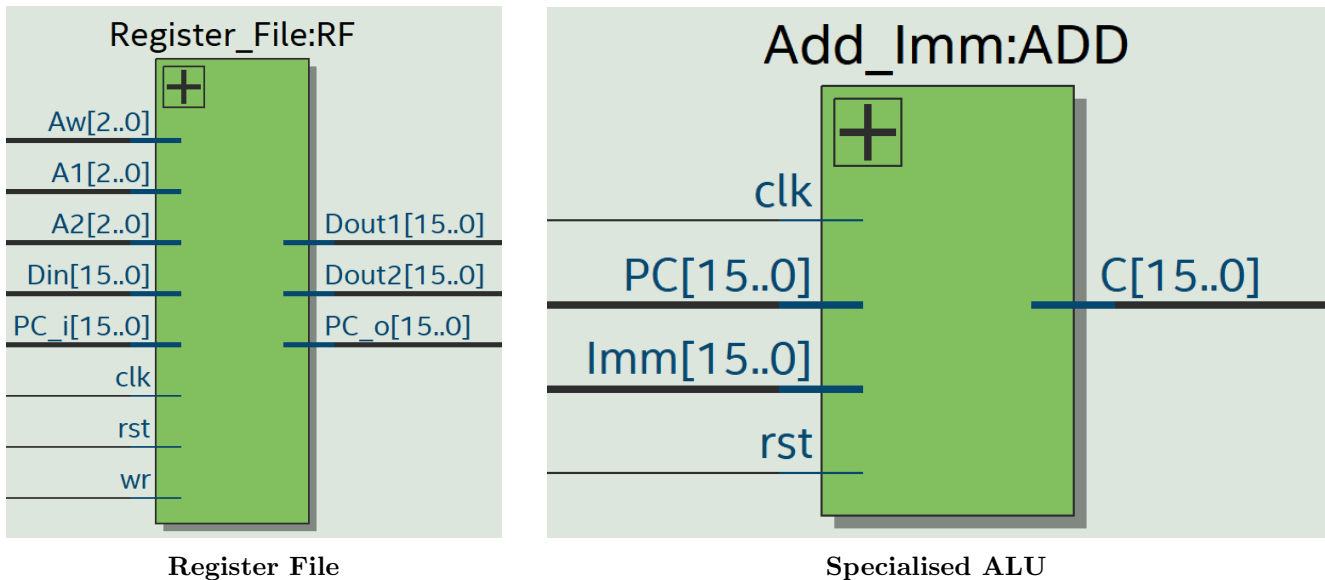 Register_File:RF
Aw[2..0]
A1[2..0]
A2[2..0]
Din[15..0]
PC_i[15..0]
clk
rst
wr
Dout1[15..0]
Dout2[15..0]
PC_o[15..0]
Register File
Add_Imm:ADD
clk
PC[15..0]
Imm[15..0]
rst
C[15..0]
Specialised ALU